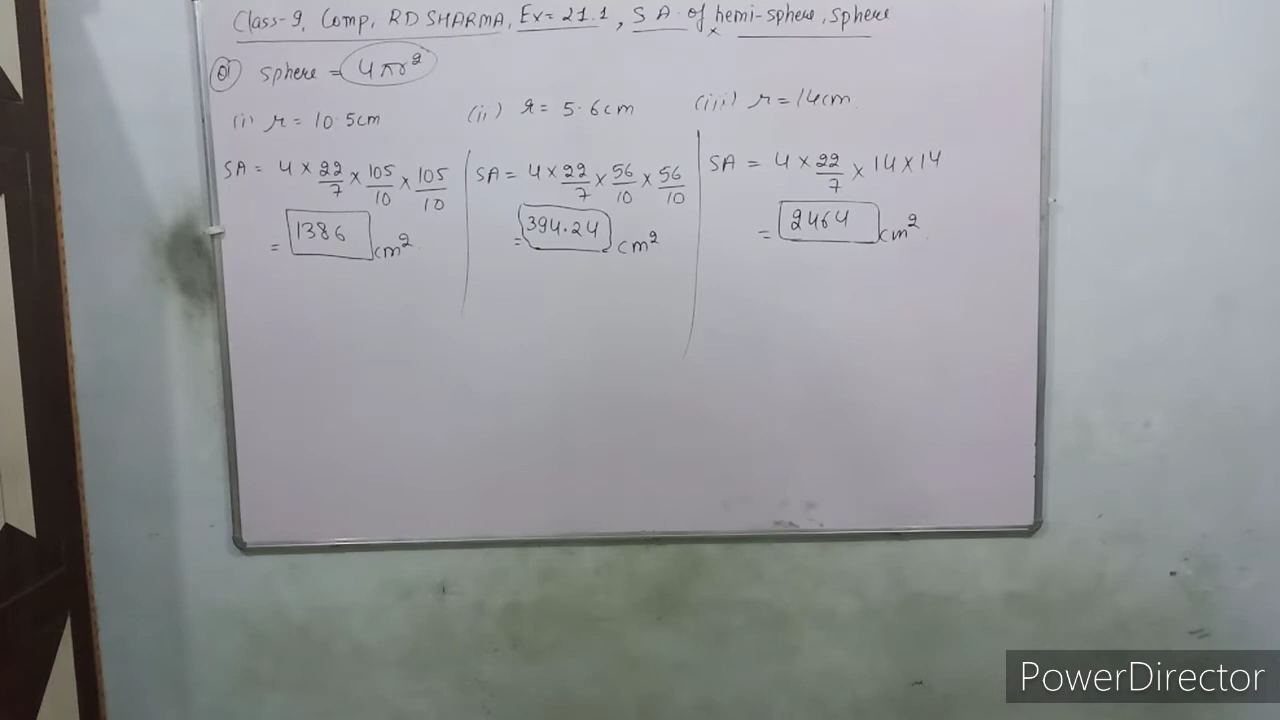 Class-9, Comp, RD SHARMA, Ex=21.1, S A of hemi-sphere, sphere
Q1 sphere = 4πr²
(i) r = 10.5cm
SA = 4 × 22/7 × 105/10 × 105/10
= 1386 cm²
(ii) r = 5.6cm
SA = 4 × 22/7 × 56/10 × 56/10
= 394.24 cm²
(iii) r = 14cm
SA = 4 × 22/7 × 14 × 14
= 2464 cm²
PowerDirector